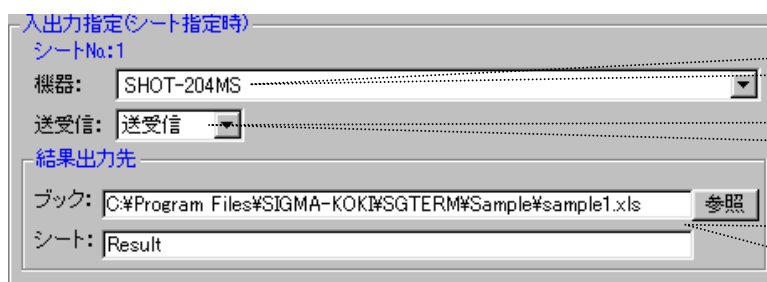 入出力指定(シート指定時)
シートNo.:1
機器: SHOT-204MS
送受信: 送受信
結果出力先
ブック: C:¥Program Files¥SIGMA-KOKI¥SGTERM¥Sample¥sample1.xls 参照
シート: Result